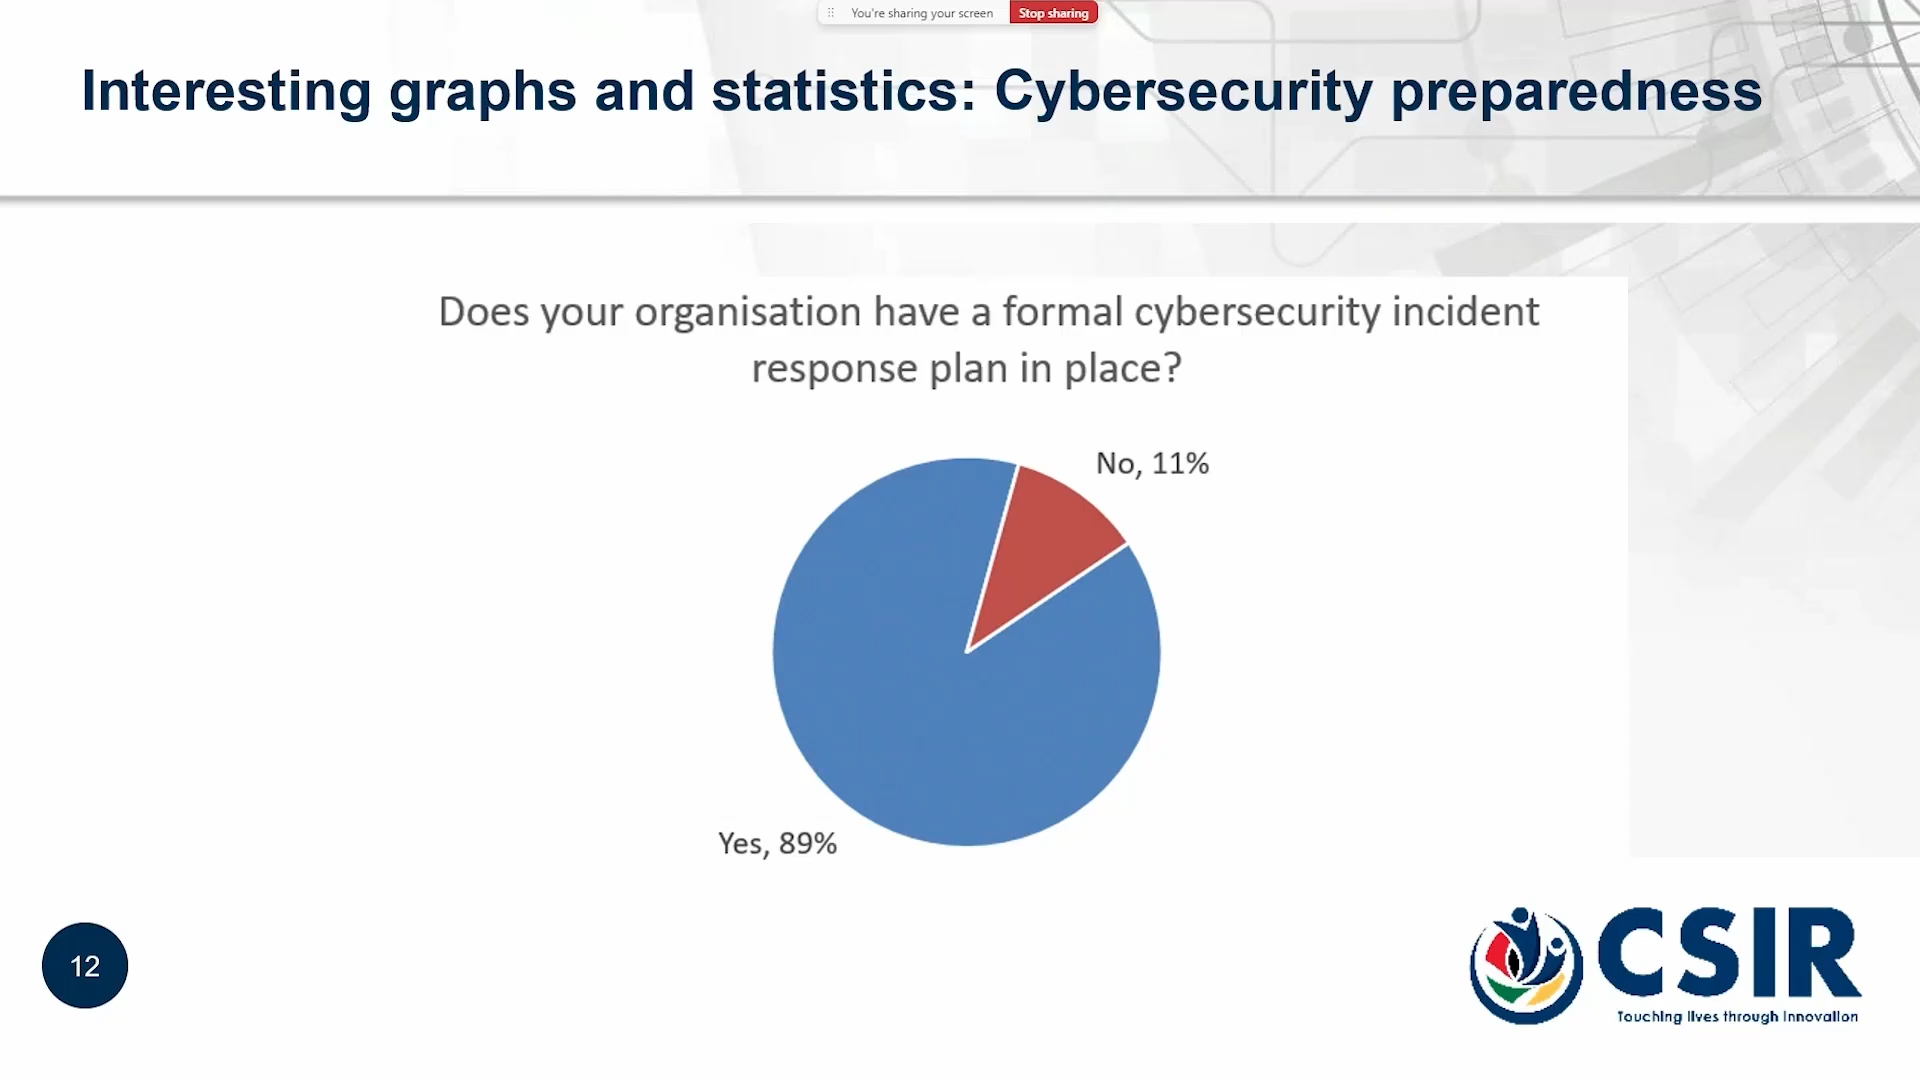 You're sharing your screen
Stop sharing
Interesting graphs and statistics: Cybersecurity preparedness
Does your organisation have a formal cybersecurity incident
response plan in place?
No, 11%
Yes, 89%
12
CSIR
Touching lives through innovation